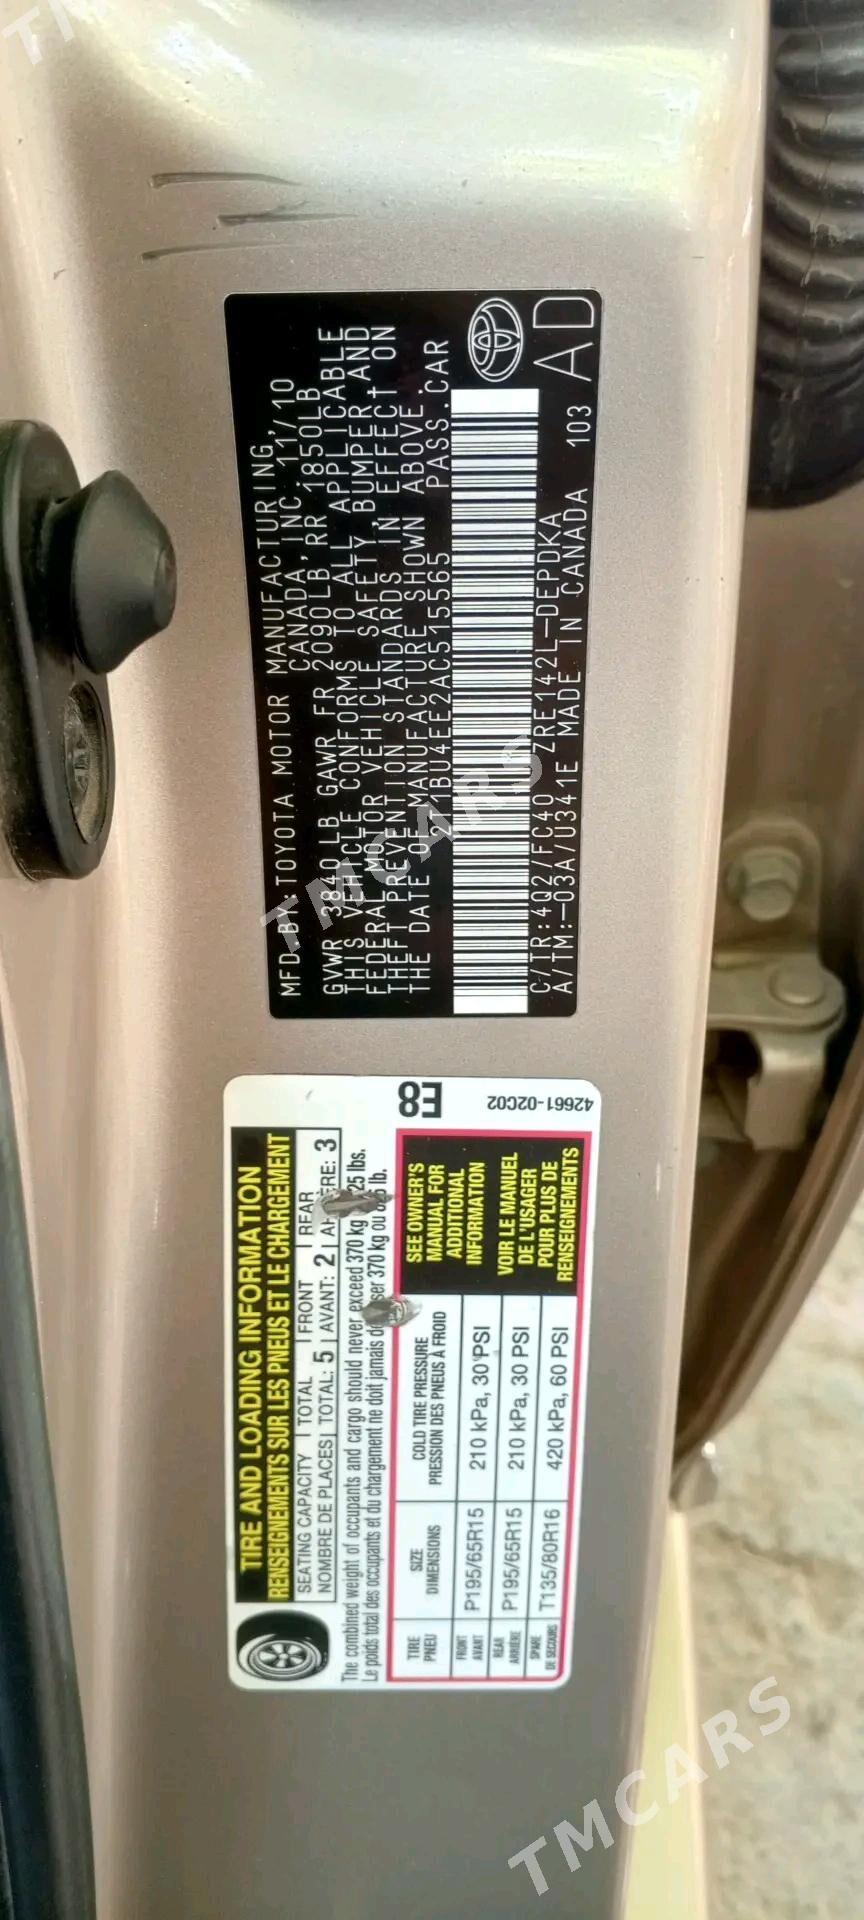 MFD.BY:TOYOTA MOTOR MANUFACTURING,
CANADA,INC 11/10
GVWR 3840 LB GAWR FR 2090LB RR 1850LB
THIS VEHICLE CONFORMS TO ALL APPLICABLE
FEDERAL MOTOR VEHICLE SAFETY, BUMPER,AND
THEFT PREVENTION STANDARDS IN EFFECT ON
THE DATE OF MANUFACTURE SHOWN ABOVE.
2T1BU4EE2AC515565 PASS.CAR
C/TR:4Q2/FC40 ZRE142L-DEPDKA
A/TM:-03A/U341E MADE IN CANADA 103
AD
E8
42661-02C02
TIRE AND LOADING INFORMATION
RENSEIGNEMENTS SUR LES PNEUS ET LE CHARGEMENT
SEATING CAPACITY | TOTAL | FRONT | REAR
NOMBRE DE PLACES | TOTAL: 5 | AVANT: 2 | 3
The combined weight of occupants and cargo should never exceed 370 kg lbs.
Le poids total des occupants et du chargement ne doit jamais 370 kg ou lb.
TIRE SIZE COLD TIRE PRESSURE
PNEU DIMENSIONS PRESSION DES PNEUS À FROID
FRONT P195/65R15 210 kPa, 30 PSI
AVANT
REAR P195/65R15 210 kPa, 30 PSI
ARRIÈRE
SPARE T135/80R16 420 kPa, 60 PSI
DE SECOURS
SEE OWNER'S
MANUAL FOR
ADDITIONAL
INFORMATION
VOIR LE MANUEL
DE L'USAGER
POUR PLUS DE
RENSEIGNEMENTS
TMCARS
TMCARS